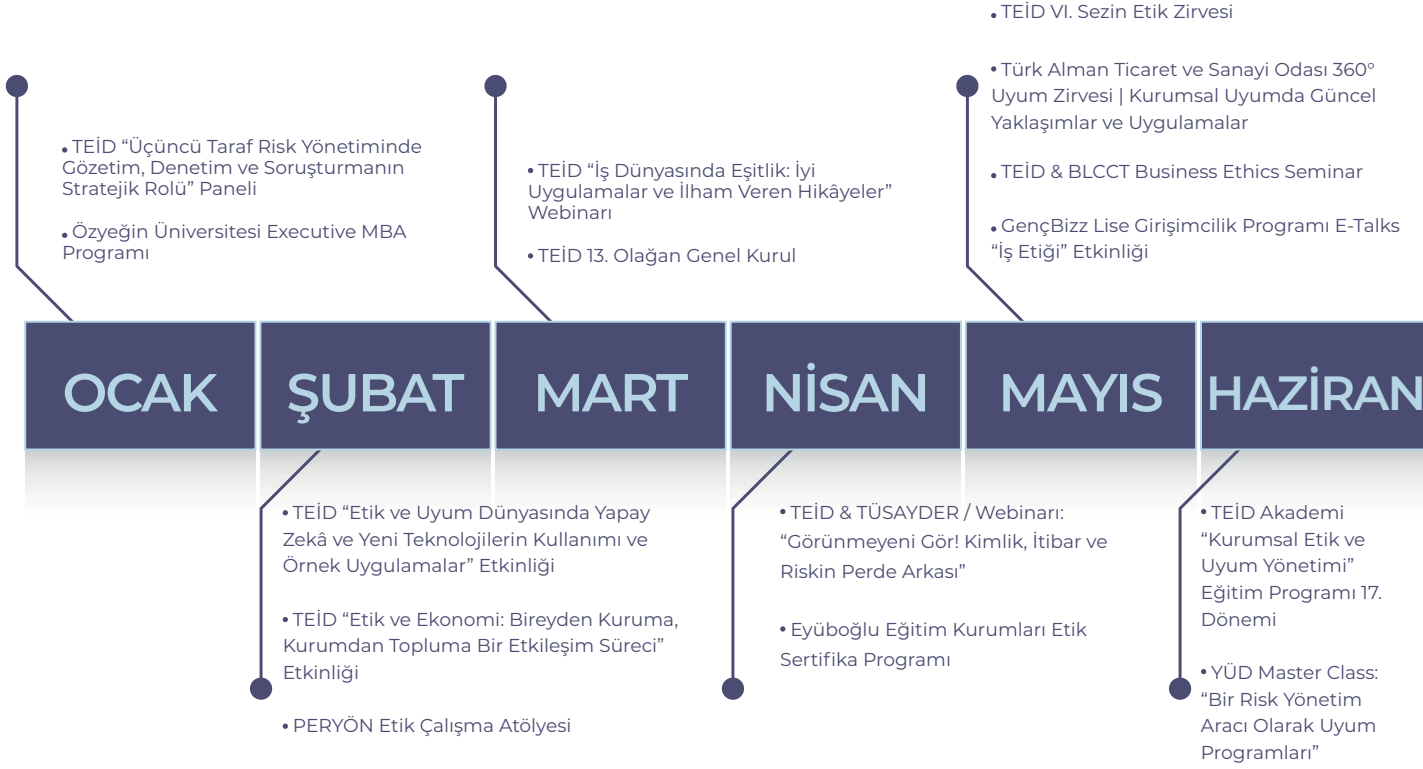 • TEİD “Üçüncü Taraf Risk Yönetiminde
Gözetim, Denetim ve Soruşturmanın
Stratejik Rolü” Paneli
• Özyeğin Üniversitesi Executive MBA
Programı
• TEİD “İş Dünyasında Eşitlik: İyi
Uygulamalar ve İlham Veren Hikâyeler”
Webinarı
• TEİD 13. Olağan Genel Kurul
• TEİD VI. Sezin Etik Zirvesi
• Türk Alman Ticaret ve Sanayi Odası 360°
Uyum Zirvesi | Kurumsal Uyumda Güncel
Yaklaşımlar ve Uygulamalar
• TEİD & BLCCT Business Ethics Seminar
• GençBizz Lise Girişimcilik Programı E-Talks
“İş Etiği” Etkinliği
OCAK
ŞUBAT
MART
NİSAN
MAYIS
HAZİRAN
• TEİD “Etik ve Uyum Dünyasında Yapay
Zekâ ve Yeni Teknolojilerin Kullanımı ve
Örnek Uygulamalar” Etkinliği
• TEİD “Etik ve Ekonomi: Bireyden Kuruma,
Kurumdan Topluma Bir Etkileşim Süreci”
Etkinliği
• PERYÖN Etik Çalışma Atölyesi
• TEİD & TÜSAYDER / Webinarı:
“Görünmeyeni Gör! Kimlik, İtibar ve
Riskin Perde Arkası”
• Eyüboğlu Eğitim Kurumları Etik
Sertifika Programı
• TEİD Akademi
“Kurumsal Etik ve
Uyum Yönetimi”
Eğitim Programı 17.
Dönemi
• YÜD Master Class:
“Bir Risk Yönetim
Aracı Olarak Uyum
Programları”